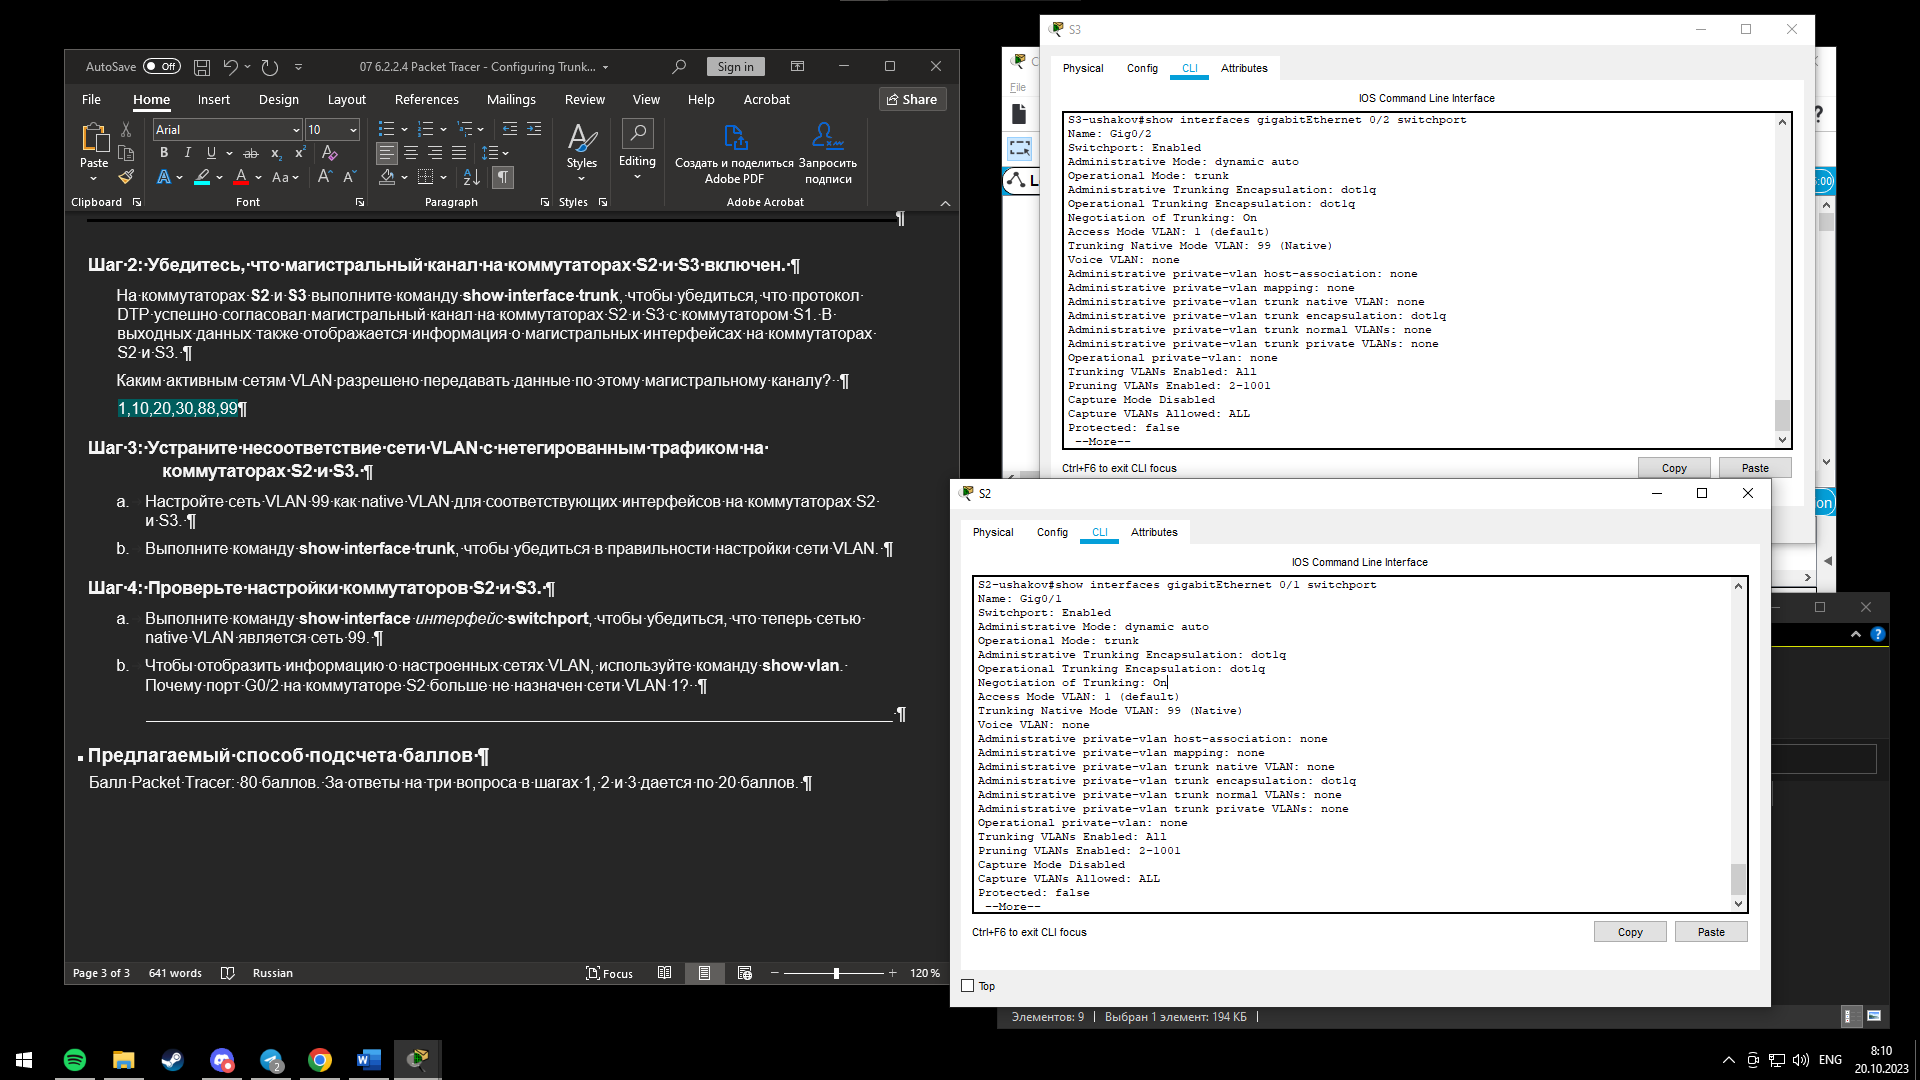 AutoSave Off
07 6.2.2.4 Packet Tracer - Configuring Trunk...
Sign in
File Home Insert Design Layout References Mailings Review View Help Acrobat
Share
Paste
Arial 10
B I U ab x₂ x²
A Aa
Styles
Editing
Создать и поделиться Adobe PDF
Запросить подписи
Clipboard Font Paragraph Styles Adobe Acrobat
Шаг 2: Убедитесь, что магистральный канал на коммутаторах S2 и S3 включен. ¶
На коммутаторах S2 и S3 выполните команду show interface trunk, чтобы убедиться, что протокол
DTP успешно согласовал магистральный канал на коммутаторах S2 и S3 с коммутатором S1. В
выходных данных также отображается информация о магистральных интерфейсах на коммутаторах
S2 и S3. ¶
Каким активным сетям VLAN разрешено передавать данные по этому магистральному каналу? ¶
1,10,20,30,88,99¶
Шаг 3: Устраните несоответствие сети VLAN с нетегированным трафиком на
коммутаторах S2 и S3. ¶
a. Настройте сеть VLAN 99 как native VLAN для соответствующих интерфейсов на коммутаторах S2
и S3. ¶
b. Выполните команду show interface trunk, чтобы убедиться в правильности настройки сети VLAN. ¶
Шаг 4: Проверьте настройки коммутаторов S2 и S3. ¶
a. Выполните команду show interface интерфейс switchport, чтобы убедиться, что теперь сетью
native VLAN является сеть 99. ¶
b. Чтобы отобразить информацию о настроенных сетях VLAN, используйте команду show vlan.
Почему порт G0/2 на коммутаторе S2 больше не назначен сети VLAN 1? ¶
¶
Предлагаемый способ подсчета баллов ¶
Балл Packet Tracer: 80 баллов. За ответы на три вопроса в шагах 1, 2 и 3 дается по 20 баллов. ¶
Page 3 of 3 641 words Russian Focus 120 %
S3
Physical Config CLI Attributes
IOS Command Line Interface
S3-ushakov#show interfaces gigabitEthernet 0/2 switchport
Name: Gig0/2
Switchport: Enabled
Administrative Mode: dynamic auto
Operational Mode: trunk
Administrative Trunking Encapsulation: dot1q
Operational Trunking Encapsulation: dot1q
Negotiation of Trunking: On
Access Mode VLAN: 1 (default)
Trunking Native Mode VLAN: 99 (Native)
Voice VLAN: none
Administrative private-vlan host-association: none
Administrative private-vlan mapping: none
Administrative private-vlan trunk native VLAN: none
Administrative private-vlan trunk encapsulation: dot1q
Administrative private-vlan trunk normal VLANs: none
Administrative private-vlan trunk private VLANs: none
Operational private-vlan: none
Trunking VLANs Enabled: All
Pruning VLANs Enabled: 2-1001
Capture Mode Disabled
Capture VLANs Allowed: ALL
Protected: false
--More--
Ctrl+F6 to exit CLI focus
Copy Paste
File
:00
on
S2
Physical Config CLI Attributes
IOS Command Line Interface
S2-ushakov#show interfaces gigabitEthernet 0/1 switchport
Name: Gig0/1
Switchport: Enabled
Administrative Mode: dynamic auto
Operational Mode: trunk
Administrative Trunking Encapsulation: dot1q
Operational Trunking Encapsulation: dot1q
Negotiation of Trunking: On
Access Mode VLAN: 1 (default)
Trunking Native Mode VLAN: 99 (Native)
Voice VLAN: none
Administrative private-vlan host-association: none
Administrative private-vlan mapping: none
Administrative private-vlan trunk native VLAN: none
Administrative private-vlan trunk encapsulation: dot1q
Administrative private-vlan trunk normal VLANs: none
Administrative private-vlan trunk private VLANs: none
Operational private-vlan: none
Trunking VLANs Enabled: All
Pruning VLANs Enabled: 2-1001
Capture Mode Disabled
Capture VLANs Allowed: ALL
Protected: false
--More--
Ctrl+F6 to exit CLI focus
Copy Paste
Top
Элементов: 9 Выбран 1 элемент: 194 КБ
2
ENG
8:10
20.10.2023